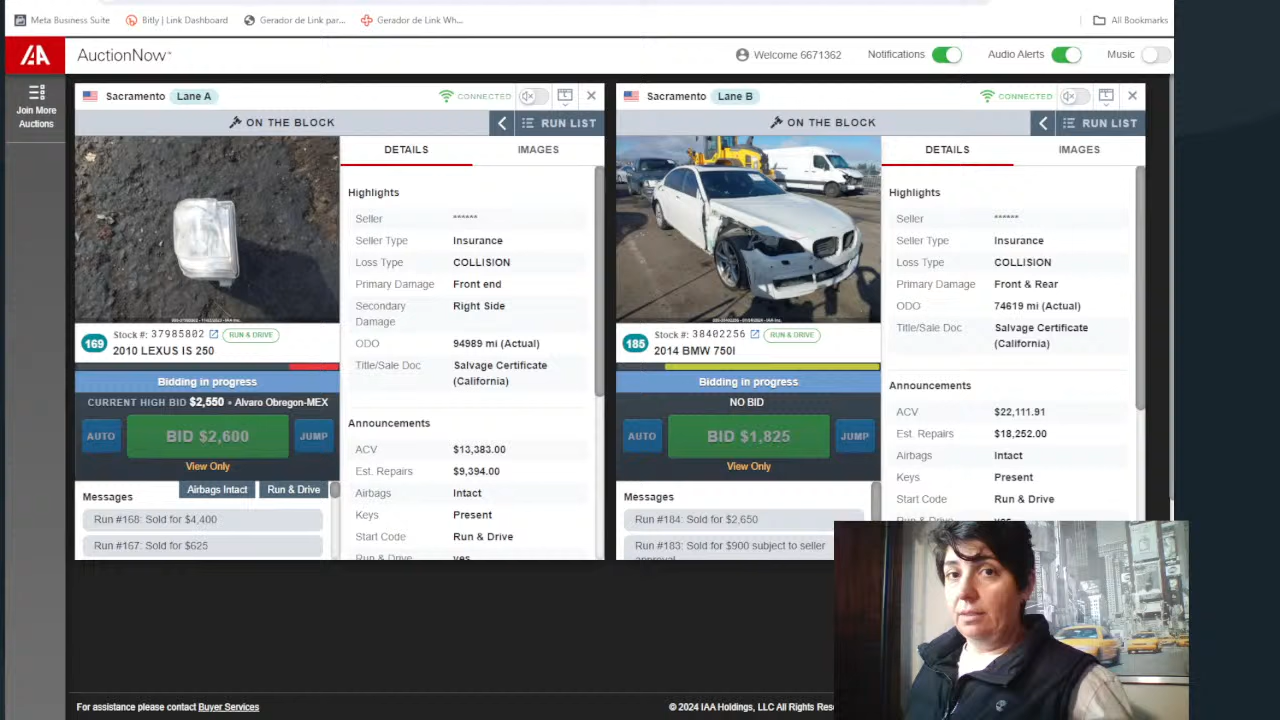 Meta Business Suite
Bitly | Link Dashboard
Gerador de Link par...
Gerador de Link Wh...
All Bookmarks
IAA
AuctionNow™
Welcome 6671362
Notifications
Audio Alerts
Music
Join More
Auctions
Sacramento
Lane A
CONNECTED
ON THE BLOCK
RUN LIST
DETAILS
IMAGES
Highlights
Seller ******
Seller Type Insurance
Loss Type COLLISION
Primary Damage Front end
Secondary Right Side
Damage
ODO 94989 mi (Actual)
Title/Sale Doc Salvage Certificate
(California)
Announcements
ACV $13,383.00
Est. Repairs $9,394.00
Airbags Intact
Keys Present
Start Code Run & Drive
Run & Drive yes
169
Stock #: 37985802
RUN & DRIVE
2010 LEXUS IS 250
Bidding in progress
CURRENT HIGH BID $2,550 • Alvaro Obregon-MEX
AUTO
BID $2,600
JUMP
View Only
Messages
Airbags Intact
Run & Drive
Run #168: Sold for $4,400
Run #167: Sold for $625
Sacramento
Lane B
CONNECTED
ON THE BLOCK
RUN LIST
DETAILS
IMAGES
Highlights
Seller ******
Seller Type Insurance
Loss Type COLLISION
Primary Damage Front & Rear
ODO 74619 mi (Actual)
Title/Sale Doc Salvage Certificate
(California)
Announcements
ACV $22,111.91
Est. Repairs $18,252.00
Airbags Intact
Keys Present
Start Code Run & Drive
185
Stock #: 38402256
RUN & DRIVE
2014 BMW 750I
Bidding in progress
NO BID
AUTO
BID $1,825
JUMP
View Only
Messages
Run #184: Sold for $2,650
Run #183: Sold for $900 subject to seller
approval
For assistance please contact Buyer Services
© 2024 IAA Holdings, LLC All Rights